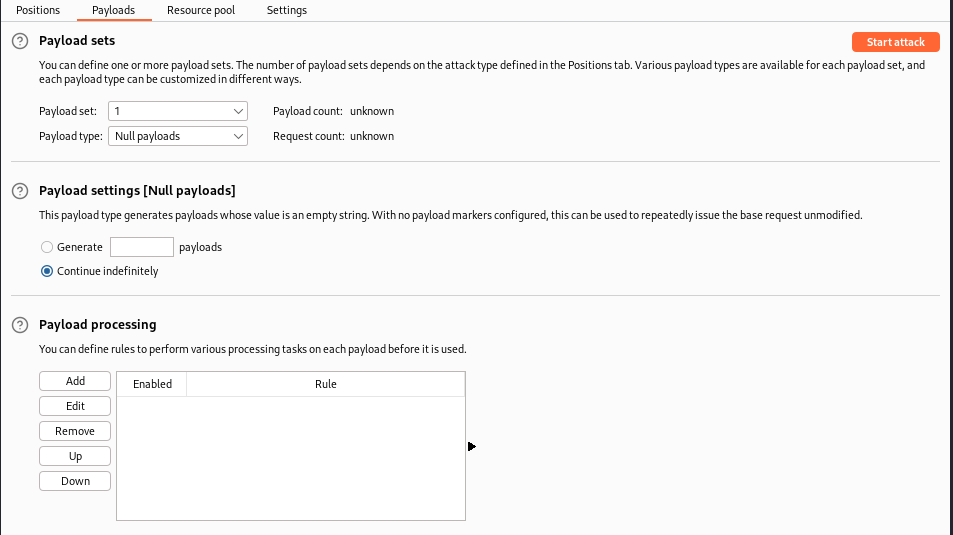 Positions Payloads Resource pool Settings
? Payload sets Start attack
You can define one or more payload sets. The number of payload sets depends on the attack type defined in the Positions tab. Various payload types are available for each payload set, and
each payload type can be customized in different ways.
Payload set: 1 Payload count: unknown
Payload type: Null payloads Request count: unknown
? Payload settings [Null payloads]
This payload type generates payloads whose value is an empty string. With no payload markers configured, this can be used to repeatedly issue the base request unmodified.
Generate payloads
Continue indefinitely
? Payload processing
You can define rules to perform various processing tasks on each payload before it is used.
Add Enabled Rule
Edit
Remove
Up
Down